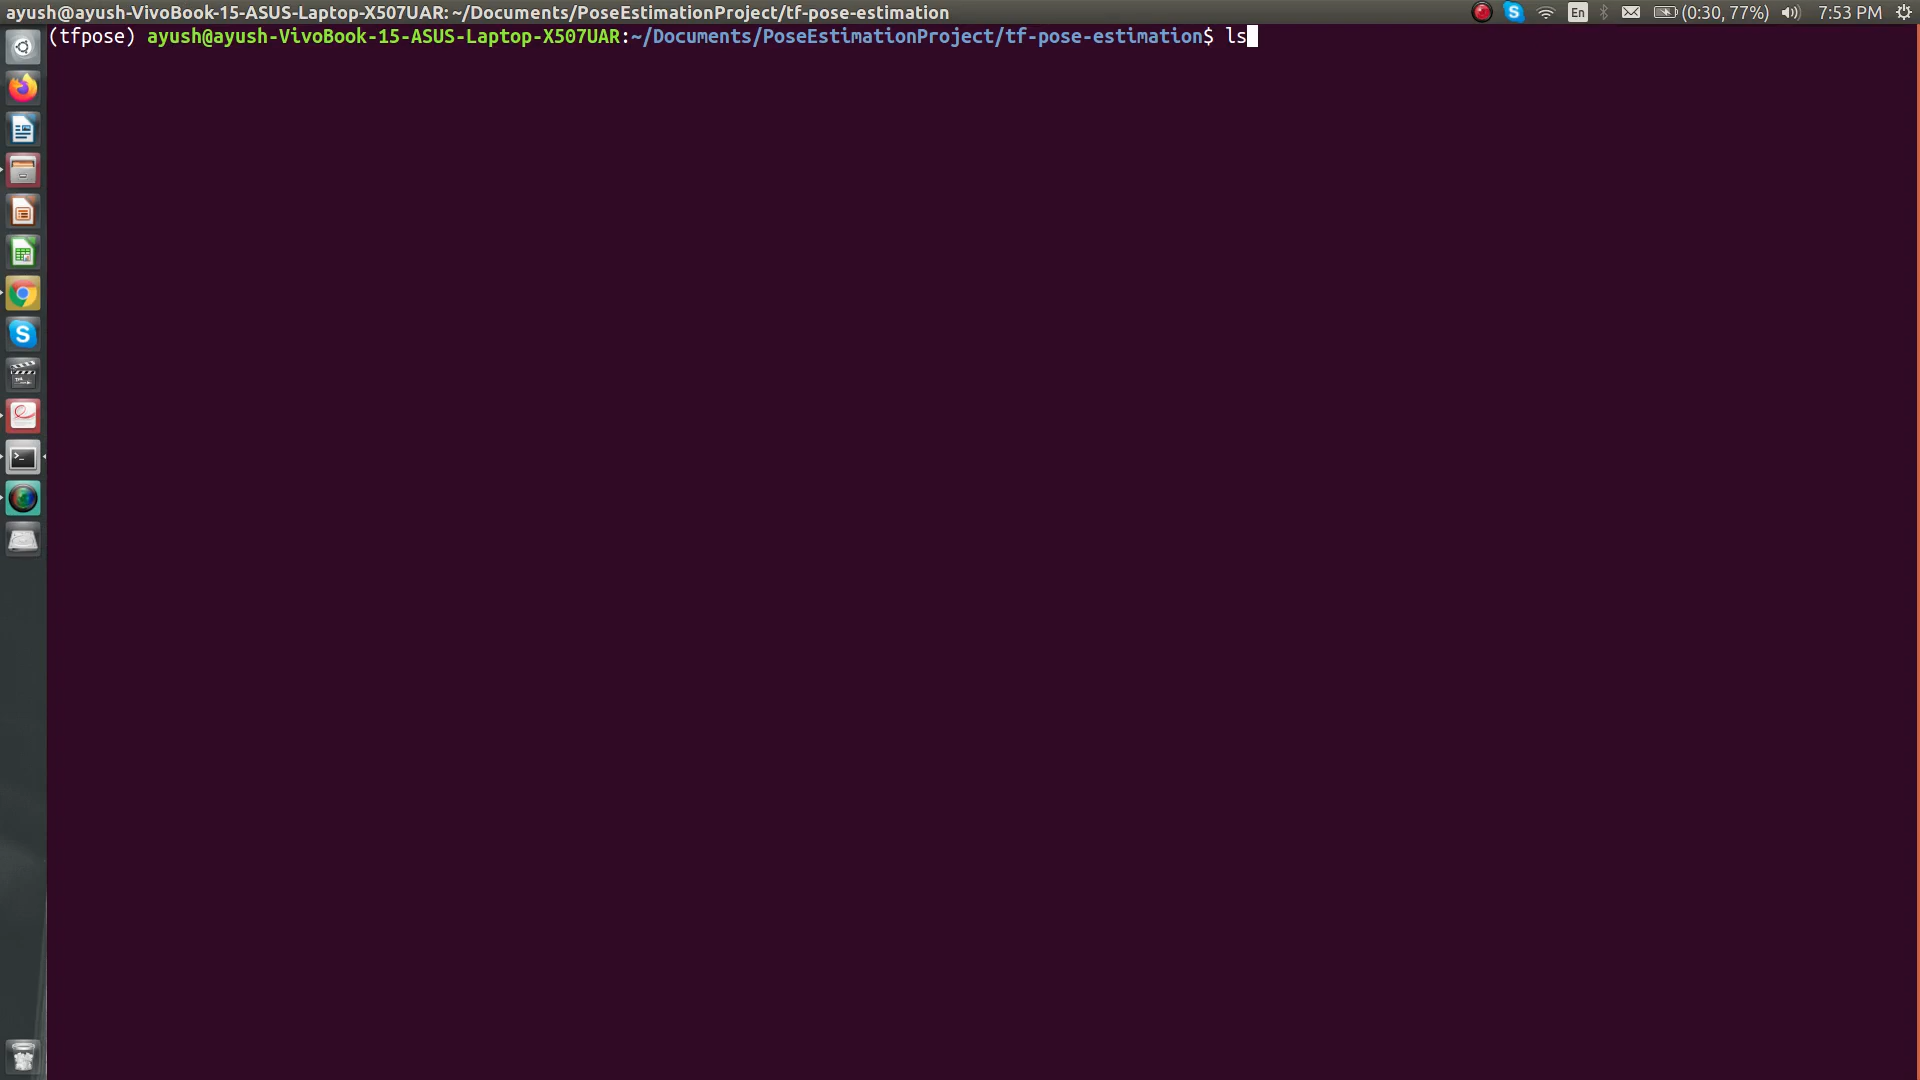 ayush@ayush-VivoBook-15-ASUS-Laptop-X507UAR: ~/Documents/PoseEstimationProject/tf-pose-estimation
S En (0:30, 77%) 7:53 PM
(tfpose) ayush@ayush-VivoBook-15-ASUS-Laptop-X507UAR:~/Documents/PoseEstimationProject/tf-pose-estimation$ ls
S
>_